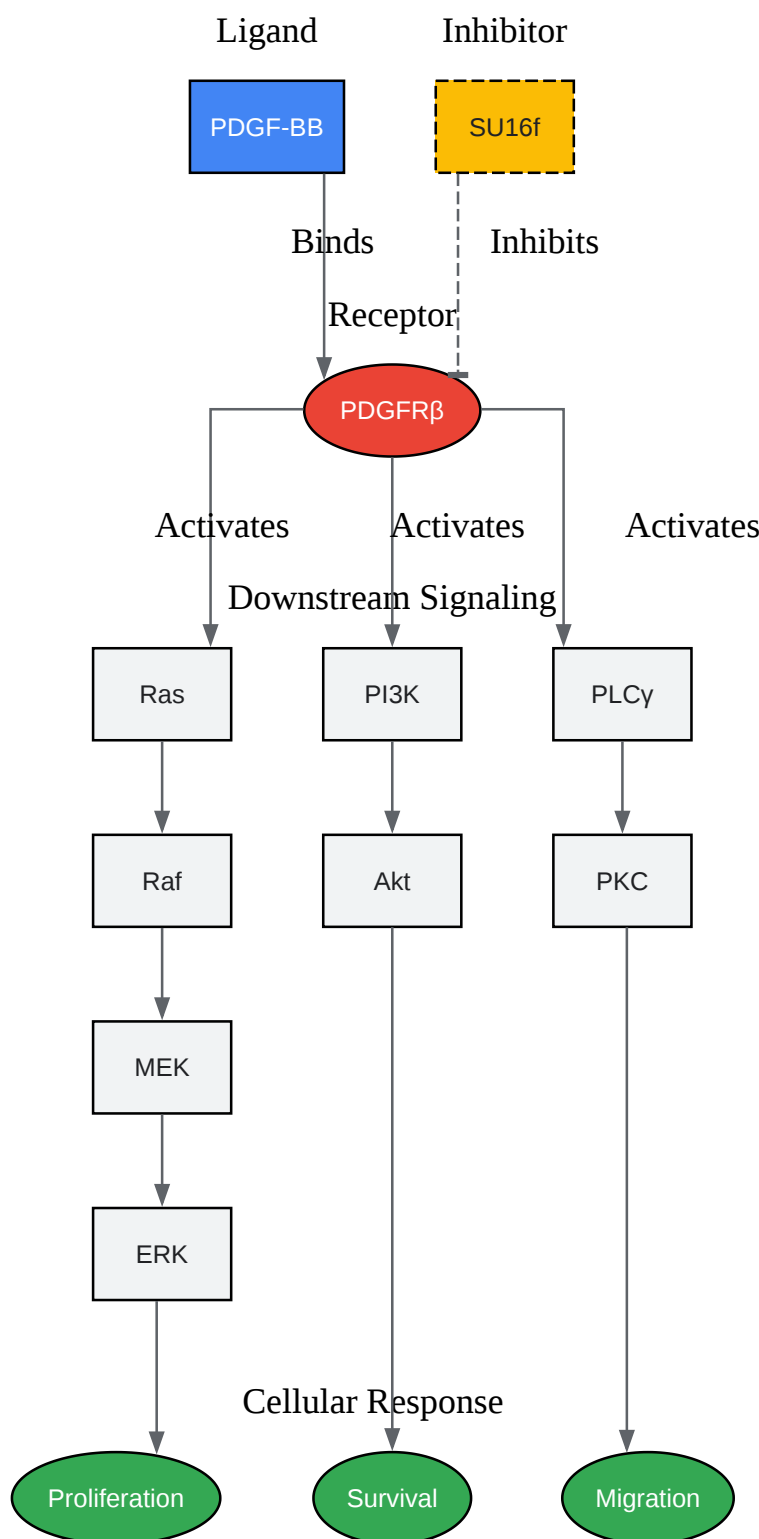 Ligand
Inhibitor
PDGF-BB
SU16f
Binds
Inhibits
Receptor
PDGFRβ
Activates
Activates
Activates
Downstream Signaling
Ras
PI3K
PLCγ
Raf
Akt
PKC
MEK
ERK
Cellular Response
Proliferation
Survival
Migration